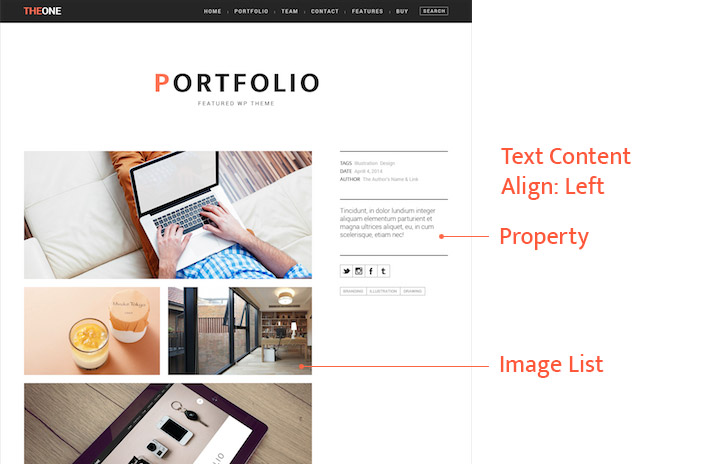 THEONE
HOME
PORTFOLIO
TEAM
CONTACT
FEATURES
BUY
SEARCH
PORTFOLIO
FEATURED WP THEME
TAGS Illustration Design
DATE April 4, 2019
AUTHOR The Author's Name & Link
Tincidunt, in dolor lundium integer
aliquam elementum parturient et
magna ultrices aliquet, eu, in cum
scelerisque, etiam nec!
BRANDING
ILLUSTRATION
BRANDING
Text Content
Align: Left
Property
Image List